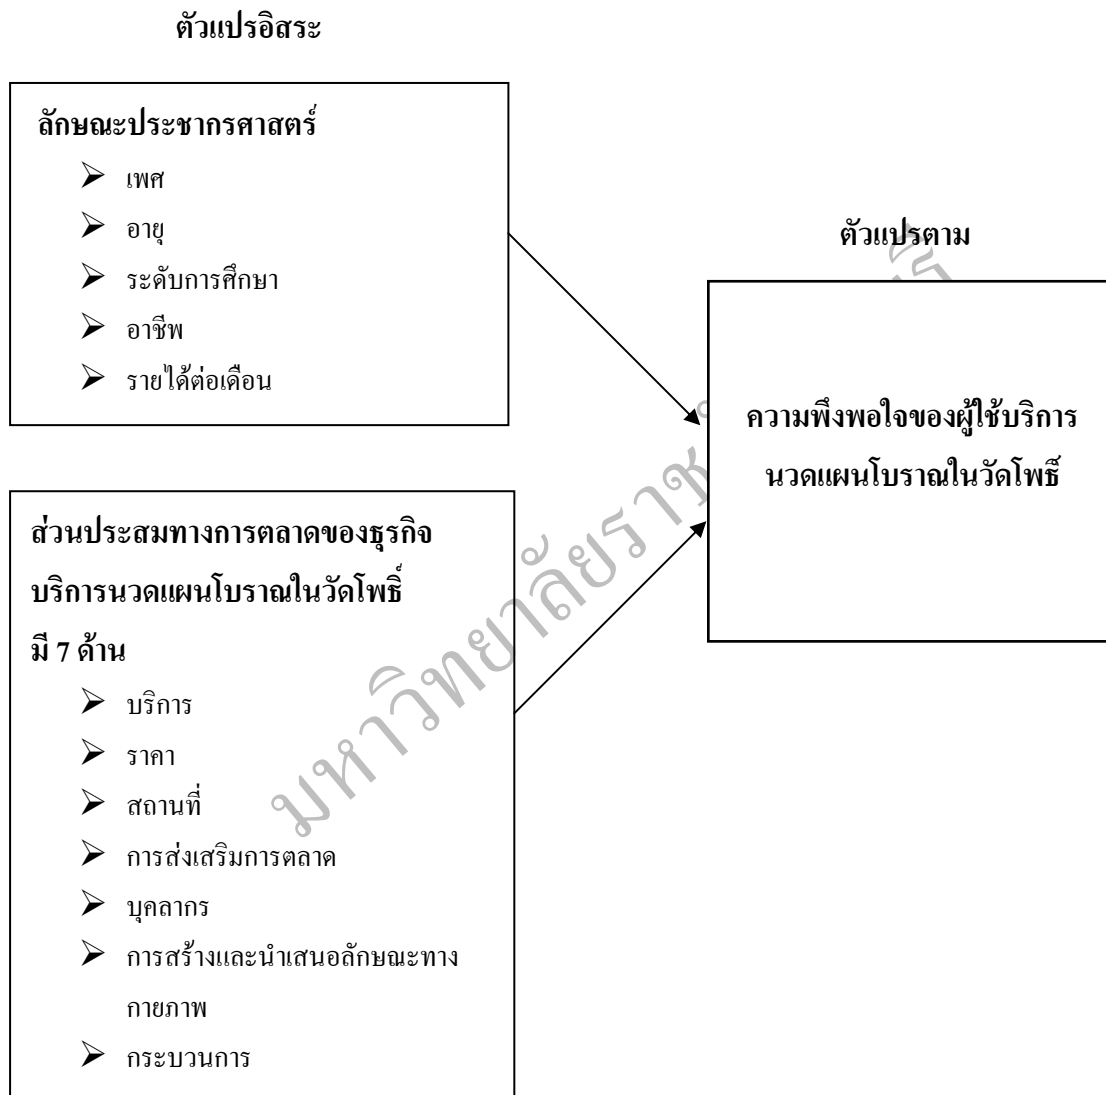 ตัวแปรอิสระ
ลักษณะประชากรศาสตร์
➢ เพศ
➢ อายุ
➢ ระดับการศึกษา
➢ อาชีพ
➢ รายได้ต่อเดือน
ส่วนประสมทางการตลาดของธุรกิจ
บริการนวดแผนโบราณในวัดโพธิ์
มี 7 ด้าน
➢ บริการ
➢ ราคา
➢ สถานที่
➢ การส่งเสริมการตลาด
➢ บุคลากร
➢ การสร้างและนำเสนอลักษณะทาง
กายภาพ
➢ กระบวนการ
ตัวแปรตาม
ความพึงพอใจของผู้ใช้บริการ
นวดแผนโบราณในวัดโพธิ์
มหาวิทยาลัยราช